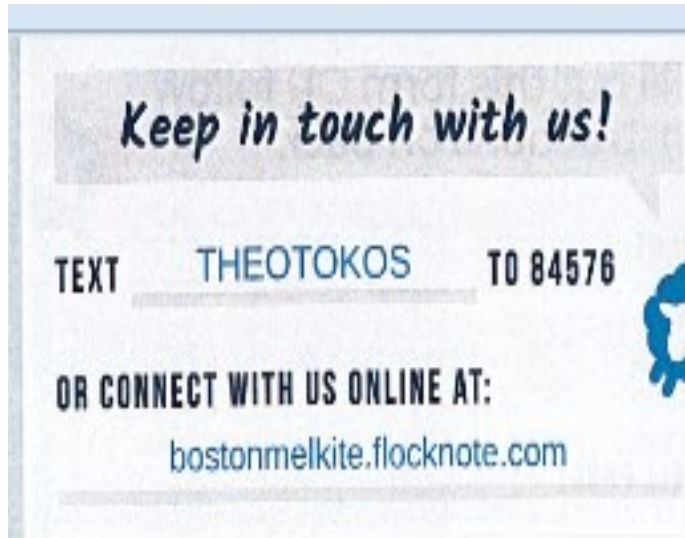 Keep in touch with us!
TEXT THEOTOKOS TO 84576
OR CONNECT WITH US ONLINE AT:
bostonmelkite.flocknote.com